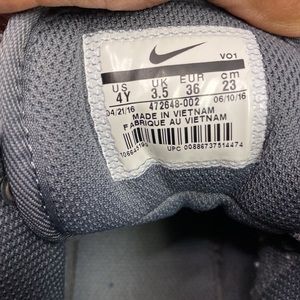 VO1
US UK EUR cm
4Y 3.5 36 23
04/21/16 472648-002 06/10/16
MADE IN VIETNAM
FABRIQUE AU VIETNAM
UPC 00886737514474